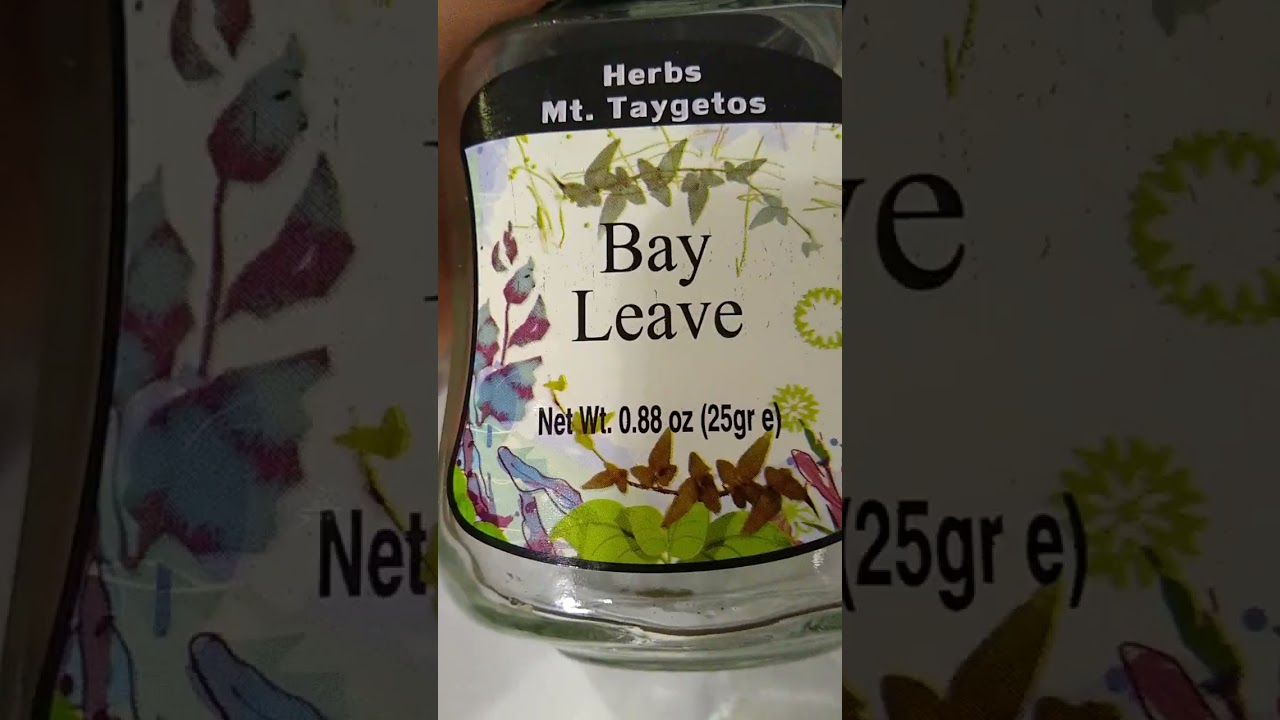 Herbs
Mt. Taygetos
Bay
Leave
Net Wt. 0.88 oz (25gr e)